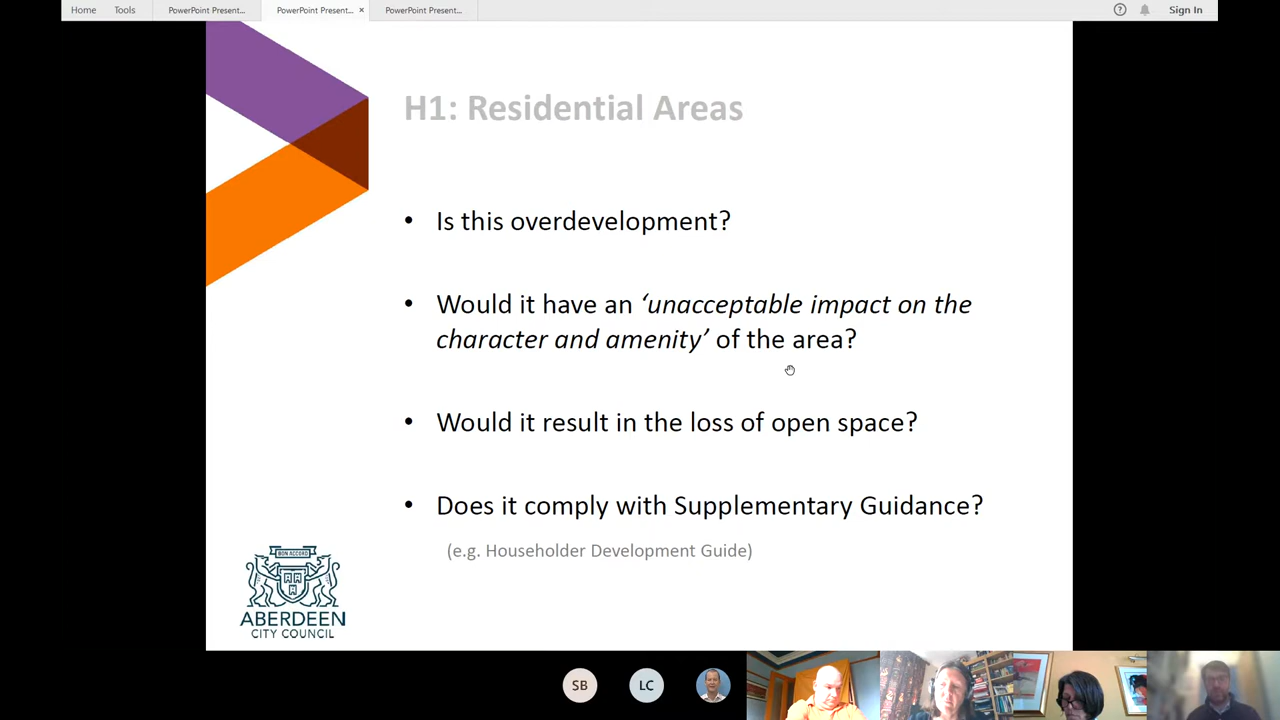 Home Tools PowerPoint Present... PowerPoint Present... × PowerPoint Present... ? Sign In
H1: Residential Areas
• Is this overdevelopment?
• Would it have an ‘unacceptable impact on the
character and amenity’ of the area?
• Would it result in the loss of open space?
• Does it comply with Supplementary Guidance?
(e.g. Householder Development Guide)
BON ACCORD
ABERDEEN
CITY COUNCIL
SB LC